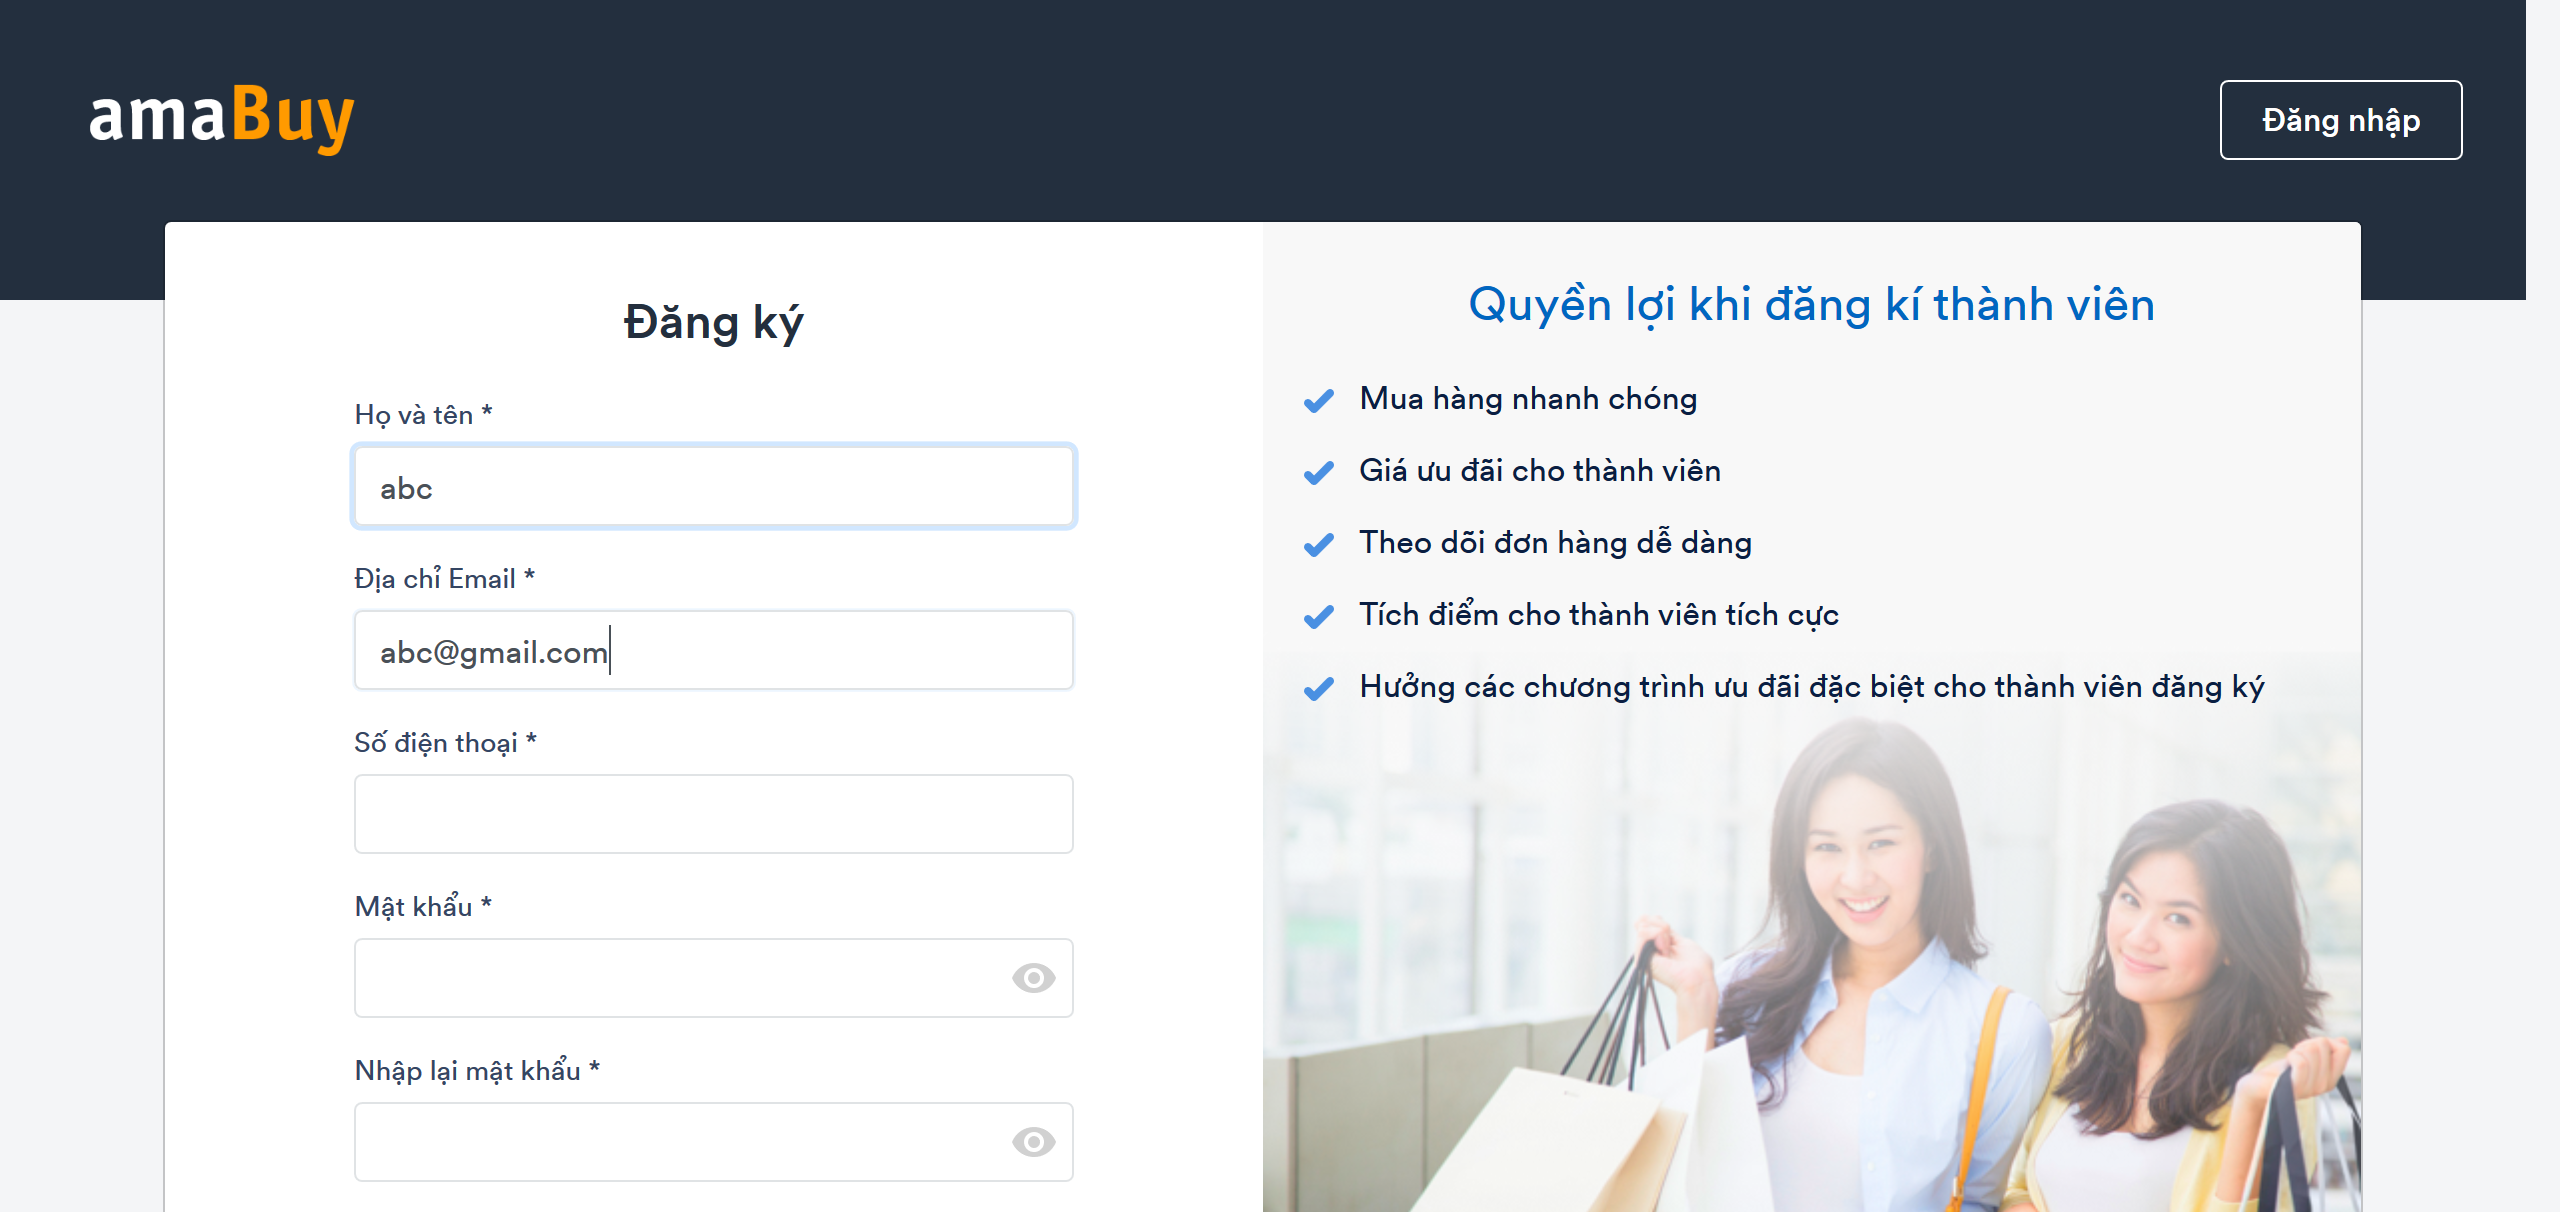 amaBuy
Đăng nhập
Đăng ký
Họ và tên *
abc
Địa chỉ Email *
abc@gmail.com
Số điện thoại *
Mật khẩu *
Nhập lại mật khẩu *
Quyền lợi khi đăng kí thành viên
Mua hàng nhanh chóng
Giá ưu đãi cho thành viên
Theo dõi đơn hàng dễ dàng
Tích điểm cho thành viên tích cực
Hưởng các chương trình ưu đãi đặc biệt cho thành viên đăng ký